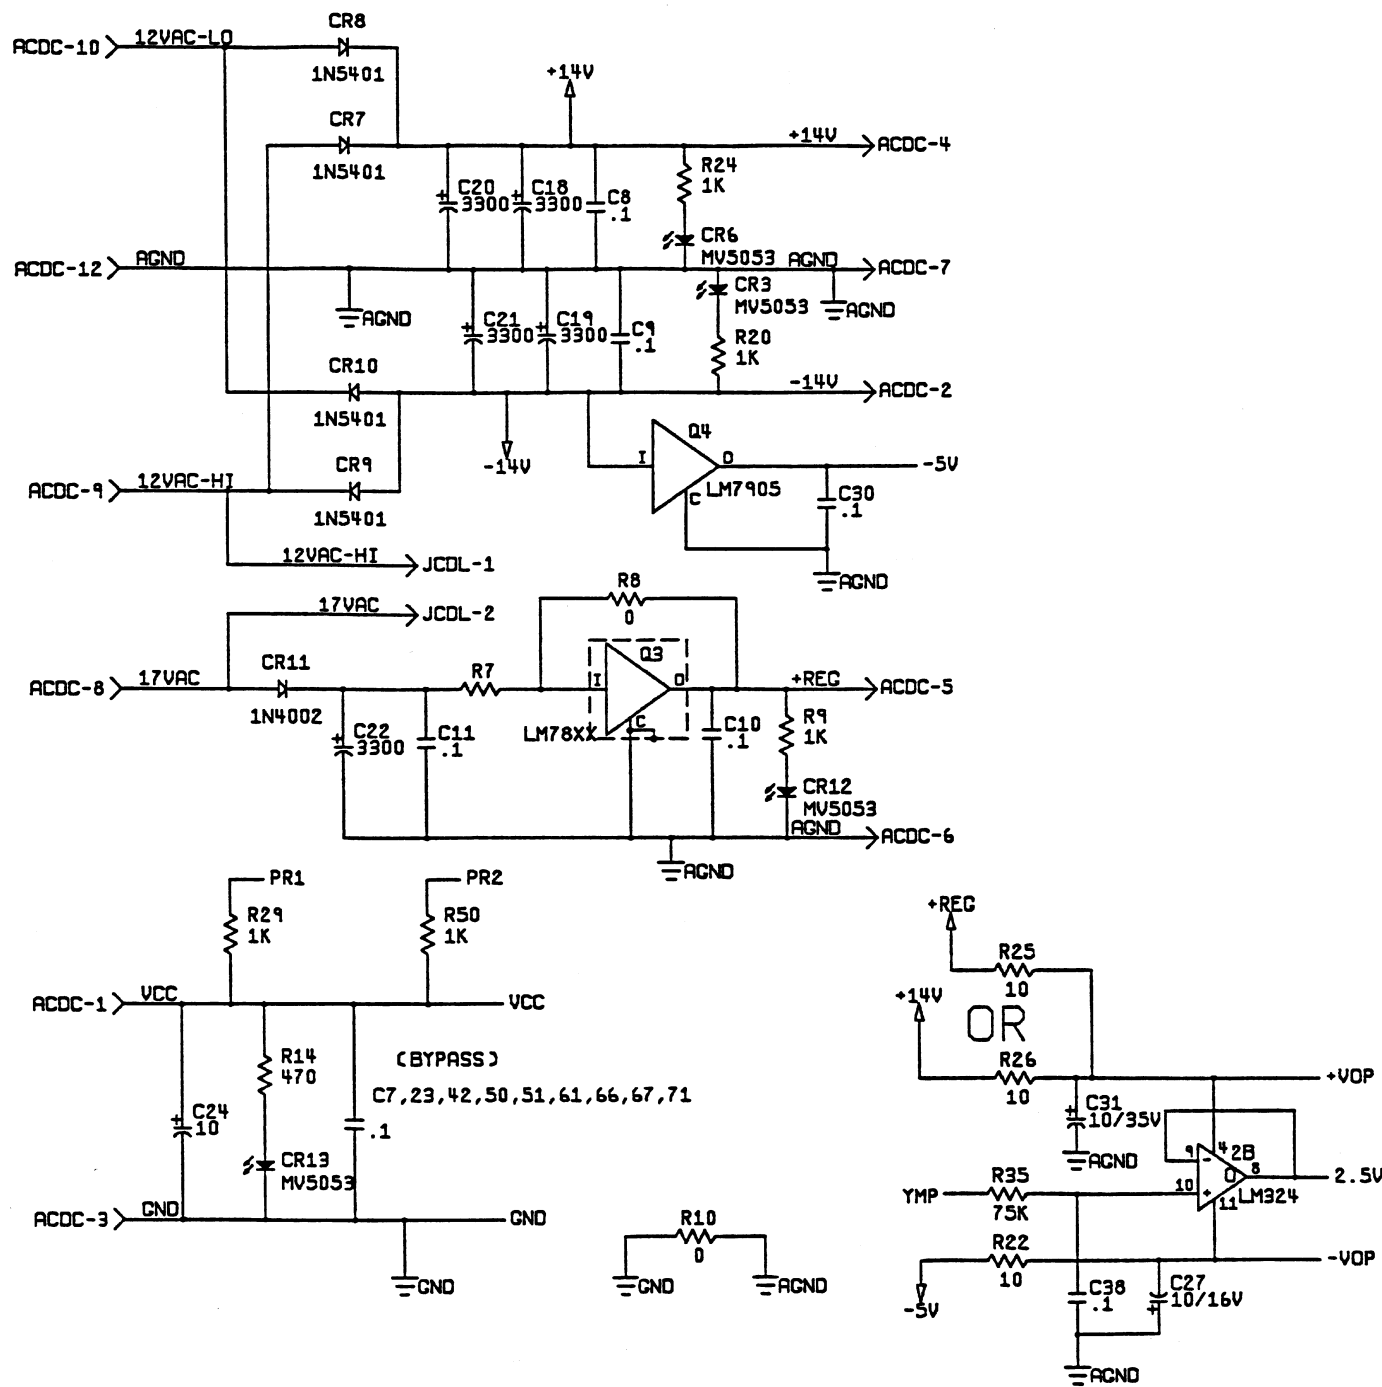 CR8
ACDC-10
12VAC-LO
1N5401
+14V
CR7
+14V
ACDC-4
1N5401
R24
1K
C20
3300
C18
3300
C8
.1
CR6
MV5053
ACDC-12
AGND
AGND
ACDC-7
CR3
MV5053
AGND
AGND
C21
3300
C19
3300
C9
.1
R20
1K
CR10
-14V
ACDC-2
1N5401
Q4
-14V
I
O
-5V
CR9
LM7905
C
C30
.1
ACDC-9
12VAC-HI
1N5401
12VAC-HI
JCDL-1
AGND
R8
0
17VAC
JCDL-2
Q3
CR11
R7
ACDC-8
17VAC
I
O
+REG
ACDC-5
1N4002
C
LM78XX
C22
3300
C11
.1
C10
.1
R9
1K
CR12
MV5053
AGND
ACDC-6
AGND
PR1
PR2
R29
1K
R50
1K
+REG
R25
10
ACDC-1
VCC
VCC
+14V
OR
R14
470
(BYPASS)
R26
10
+VOP
C7,23,42,50,51,61,66,67,71
C24
10
.1
C31
10/35V
AGND
9
-
4
2B
0
8
2.5V
CR13
MV5053
YMP
R35
75K
10
+
11
LM324
ACDC-3
GND
GND
R10
0
R22
10
-VOP
GND
GND
AGND
-5V
C38
.1
C27
10/16V
AGND